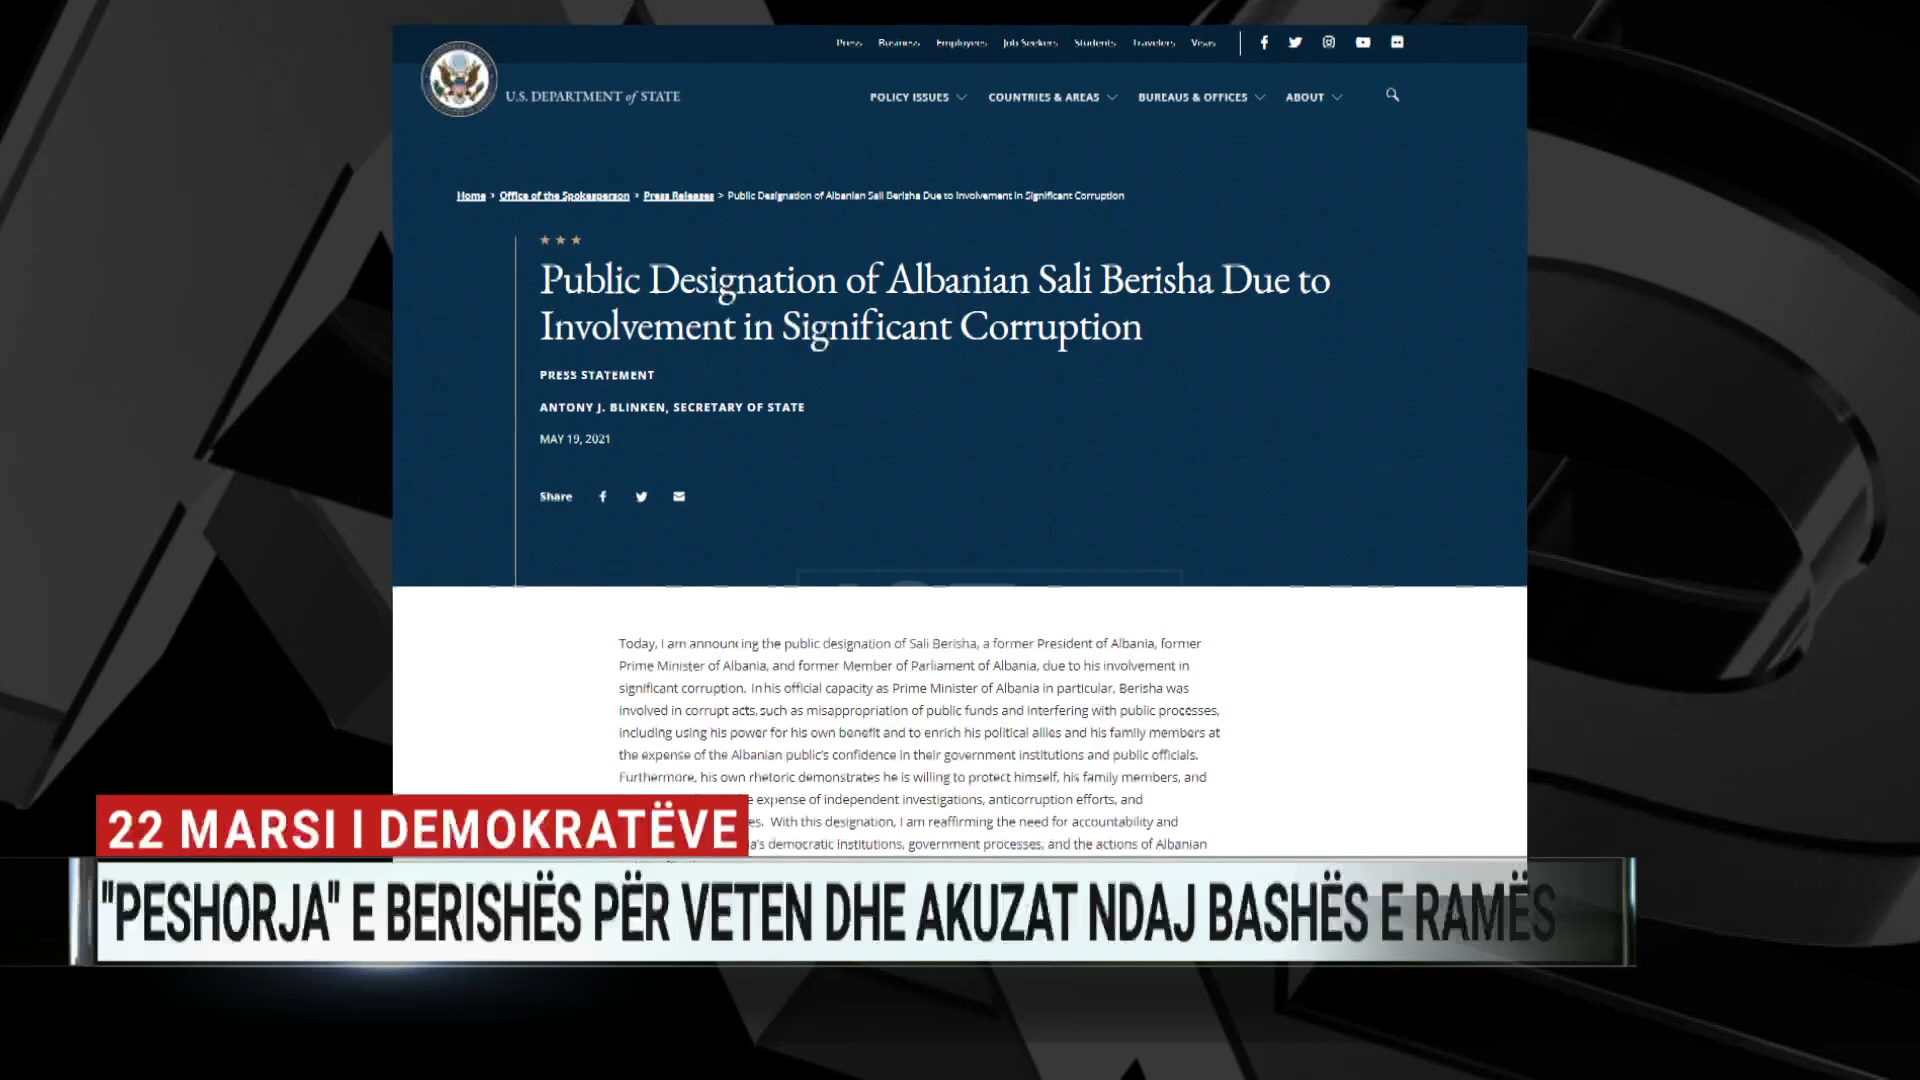 Press Business Employees Job Seekers Students Travelers Visas
U.S. DEPARTMENT of STATE
POLICY ISSUES COUNTRIES & AREAS BUREAUS & OFFICES ABOUT
Home > Office of the Spokesperson > Press Releases > Public Designation of Albanian Sali Berisha Due to Involvement in Significant Corruption
Public Designation of Albanian Sali Berisha Due to
Involvement in Significant Corruption
PRESS STATEMENT
ANTONY J. BLINKEN, SECRETARY OF STATE
MAY 19, 2021
Share
Today, I am announcing the public designation of Sali Berisha, a former President of Albania, former
Prime Minister of Albania, and former Member of Parliament of Albania, due to his involvement in
significant corruption. In his official capacity as Prime Minister of Albania in particular, Berisha was
involved in corrupt acts, such as misappropriation of public funds and interfering with public processes,
including using his power for his own benefit and to enrich his political allies and his family members at
the expense of the Albanian public's confidence in their government institutions and public officials.
Furthermore, his own rhetoric demonstrates he is willing to protect himself, his family members, and
expense of independent investigations, anticorruption efforts, and
With this designation, I am reaffirming the need for accountability and
democratic institutions, government processes, and the actions of Albanian
22 MARSI I DEMOKRATËVE
"PESHORJA" E BERISHËS PËR VETEN DHE AKUZAT NDAJ BASHËS E RAMËS